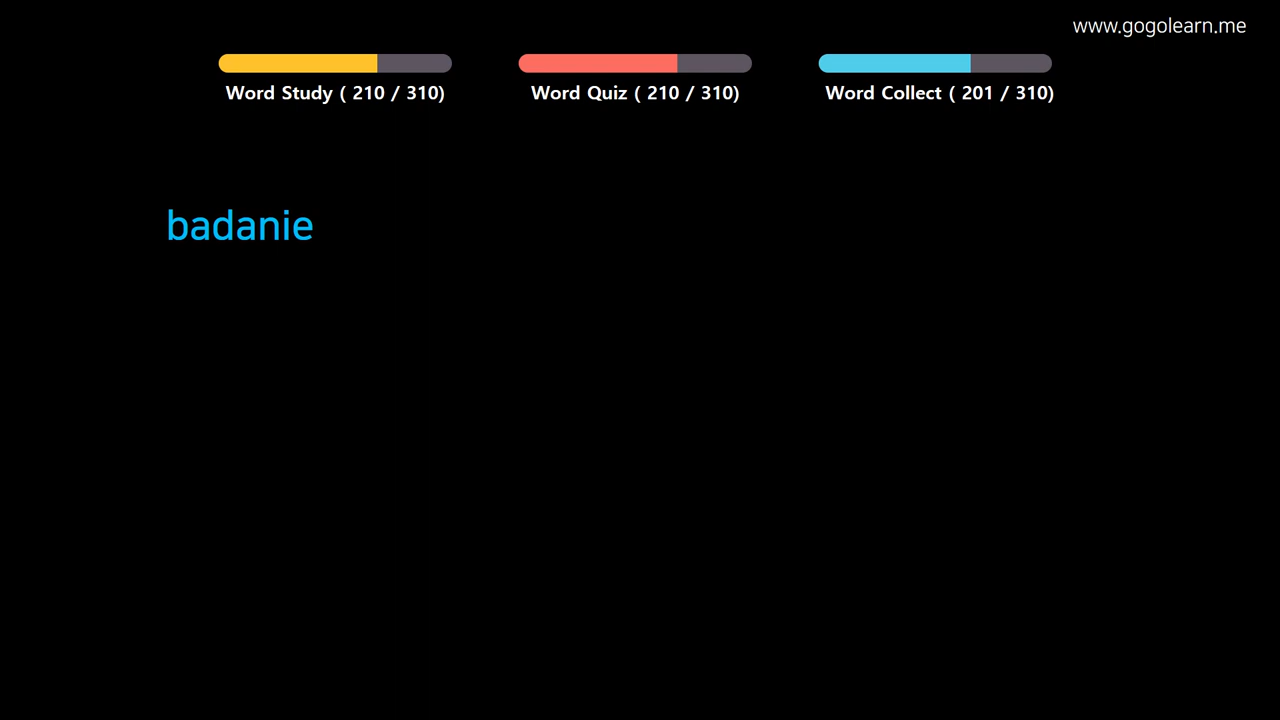 www.gogolearn.me
Word Study ( 210 / 310)
Word Quiz ( 210 / 310)
Word Collect ( 201 / 310)
badanie